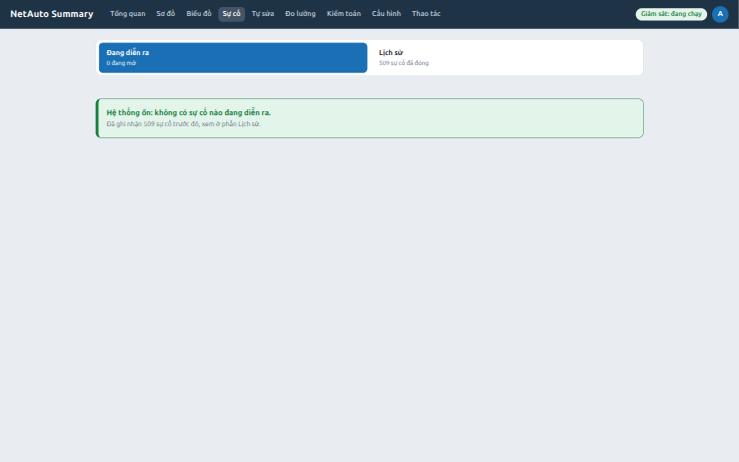 NetAuto Summary
Tổng quan
Sơ đồ
Biểu đồ
Sự cố
Tự sửa
Đo lường
Kiểm toán
Cấu hình
Thao tác
Giám sát: đang chạy
A
Đang diễn ra
0 đang mở
Lịch sử
509 sự cố đã đóng
Hệ thống ổn: không có sự cố nào đang diễn ra.
Đã ghi nhận 509 sự cố trước đó, xem ở phần Lịch sử.